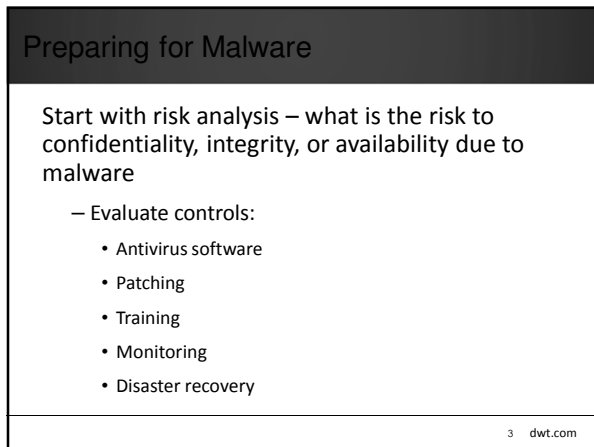 Preparing for Malware
Start with risk analysis – what is the risk to
confidentiality, integrity, or availability due to
malware
– Evaluate controls:
• Antivirus software
• Patching
• Training
• Monitoring
• Disaster recovery
3 dwt.com